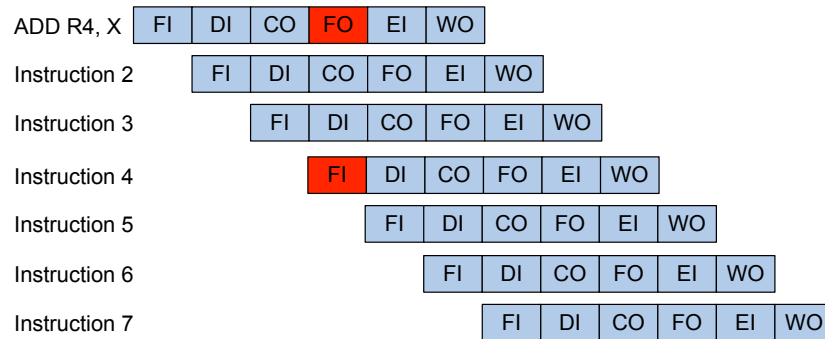 ADD R4, X FI DI CO FO EI WO
Instruction 2 FI DI CO FO EI WO
Instruction 3 FI DI CO FO EI WO
Instruction 4 FI DI CO FO EI WO
Instruction 5 FI DI CO FO EI WO
Instruction 6 FI DI CO FO EI WO
Instruction 7 FI DI CO FO EI WO